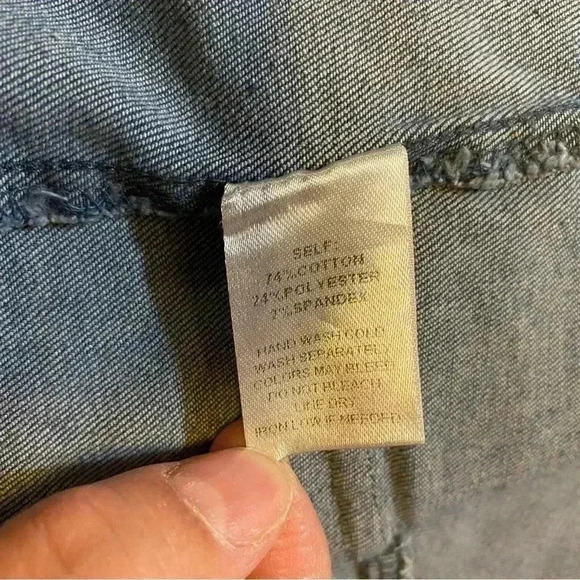 SELF:
74%COTTON
24%POLYESTER
2%SPANDEX
HAND WASH COLD
WASH SEPARATELY
COLORS MAY BLEED
DO NOT BLEACH
LINE DRY
IRON LOW IF NEEDED